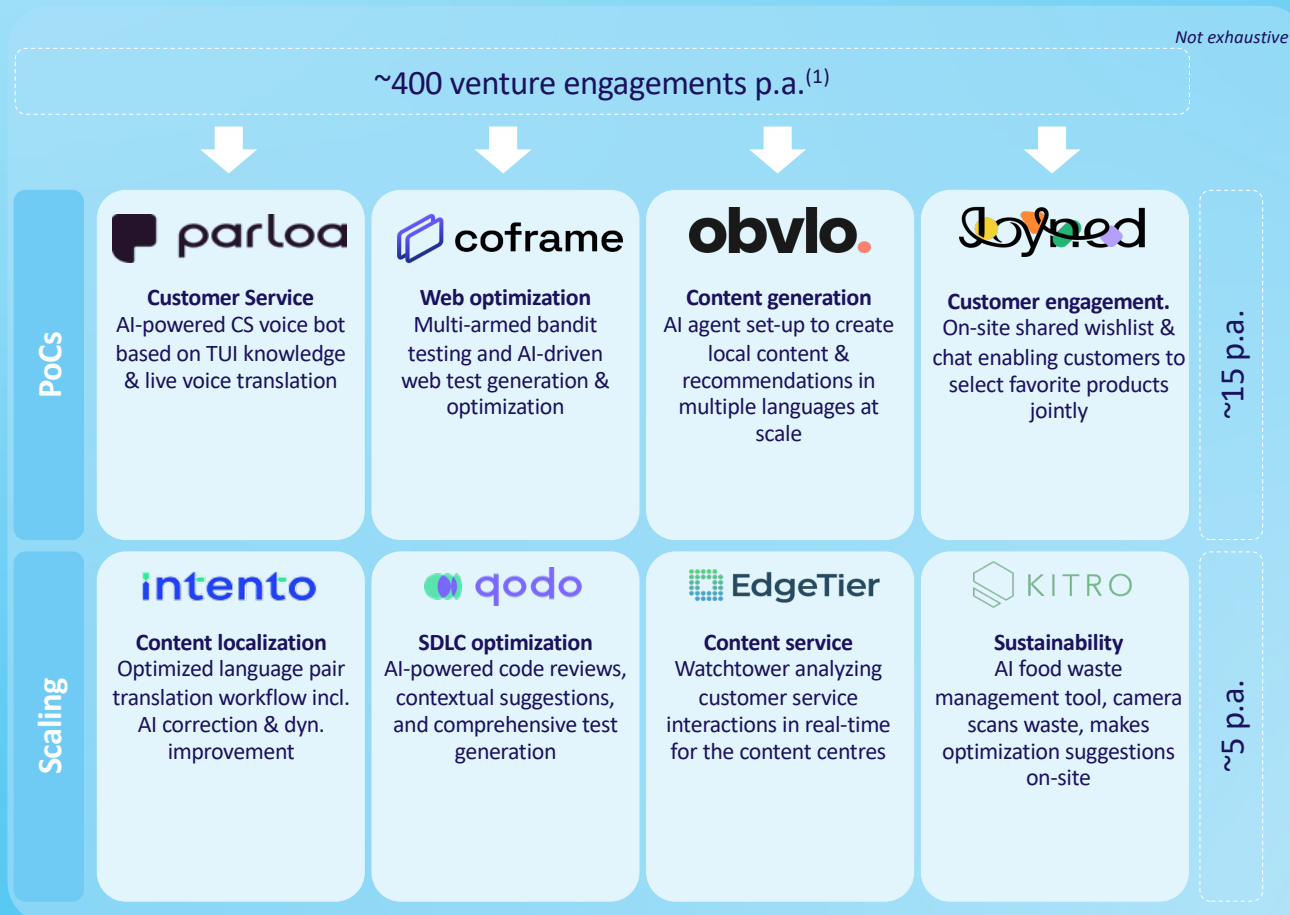 Not exhaustive
~400 venture engagements p.a.(1)
PoCs
parloa
Customer Service
AI-powered CS voice bot
based on TUI knowledge
& live voice translation
coframe
Web optimization
Multi-armed bandit
testing and AI-driven
web test generation &
optimization
obvlo.
Content generation
AI agent set-up to create
local content &
recommendations in
multiple languages at
scale
Joyned
Customer engagement.
On-site shared wishlist &
chat enabling customers to
select favorite products
jointly
~15 p.a.
Scaling
intento
Content localization
Optimized language pair
translation workflow incl.
AI correction & dyn.
improvement
qodo
SDLC optimization
AI-powered code reviews,
contextual suggestions,
and comprehensive test
generation
EdgeTier
Content service
Watchtower analyzing
customer service
interactions in real-time
for the content centres
KITRO
Sustainability
AI food waste
management tool, camera
scans waste, makes
optimization suggestions
on-site
~5 p.a.